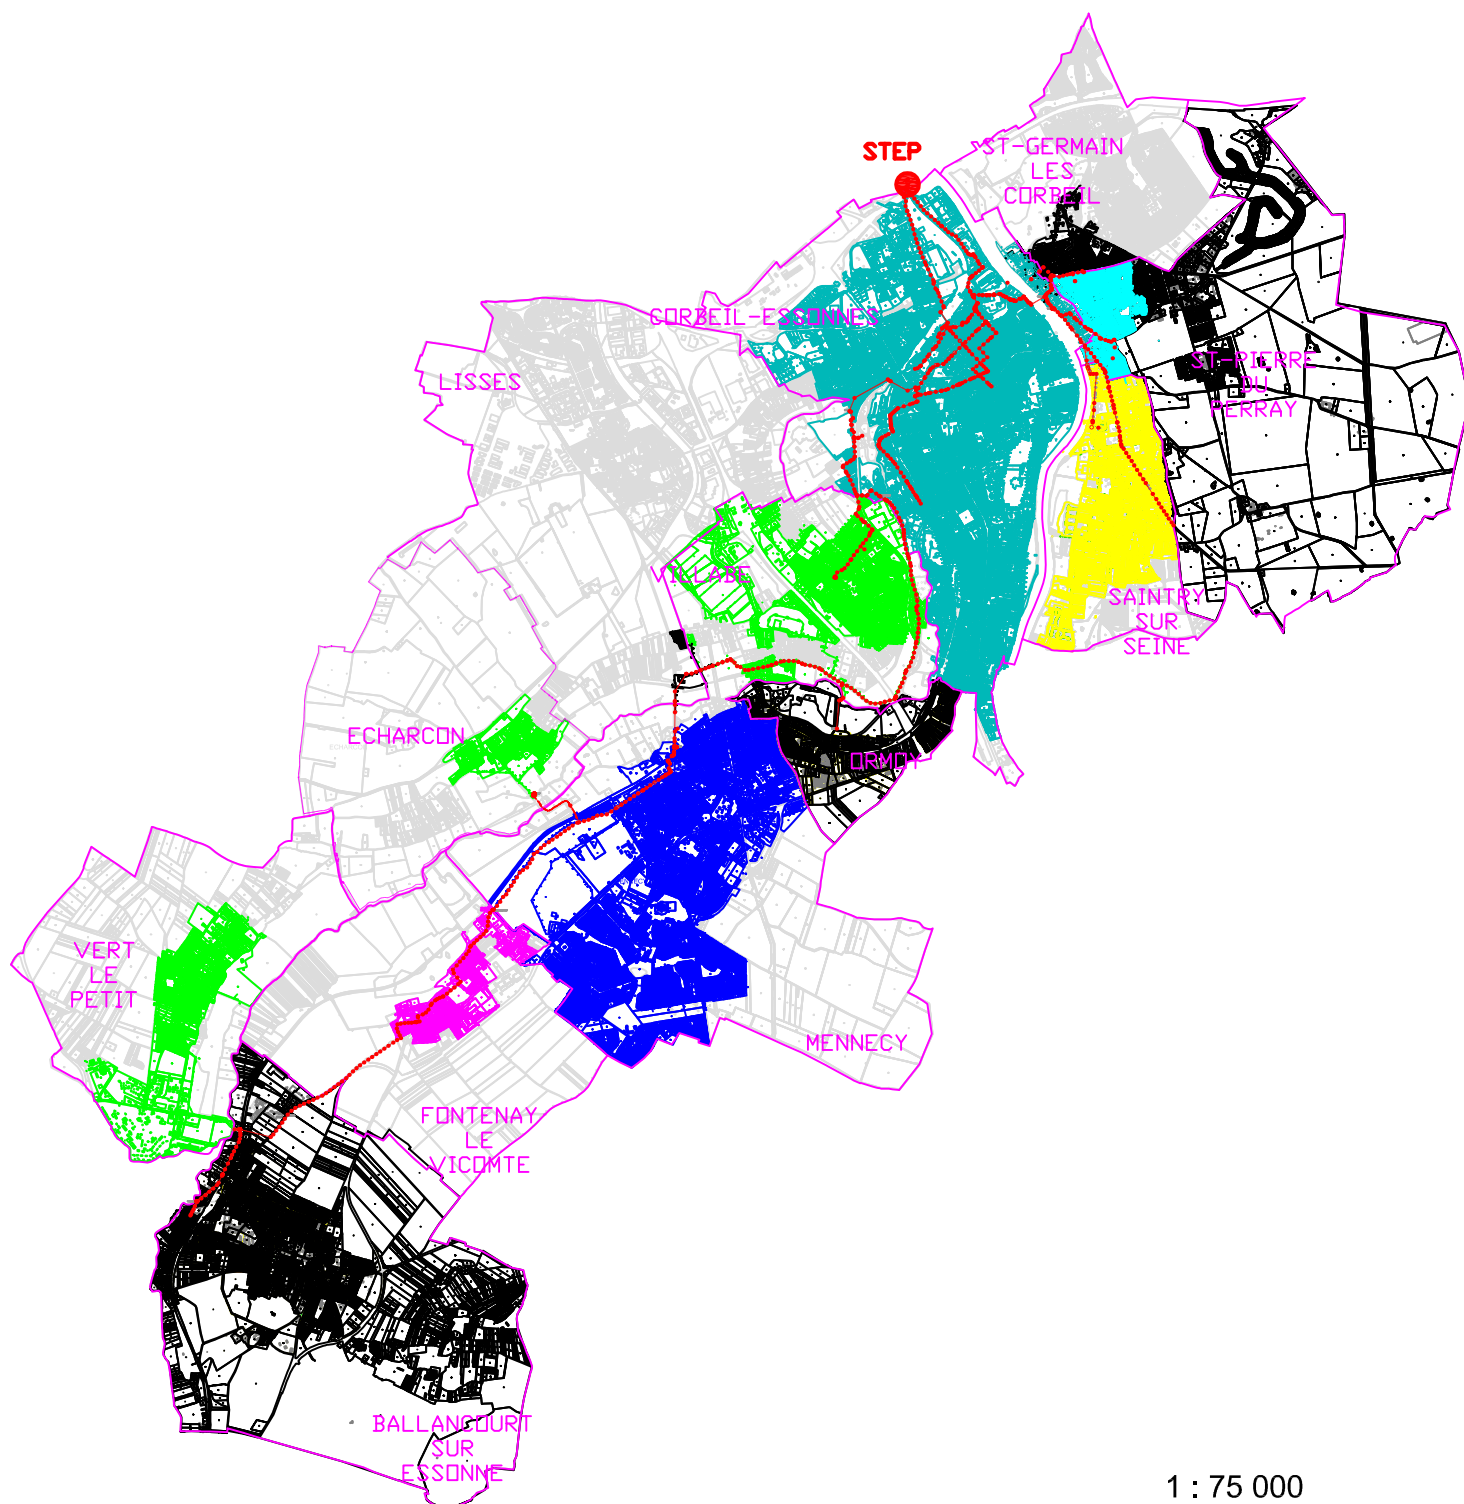 STEP
ST-GERMAIN
LES
CORBEIL
CORBEIL-ESSONNES
LISSES
ST-PIERRE
DU
PERRAY
VILLABE
SAINTRY
SUR
SEINE
ECHARCON
ORMOY
VERT
LE
PETIT
MENNECY
FONTENAY
LE
VICOMTE
BALLANCOURT
SUR
ESSONNE
1 : 75 000